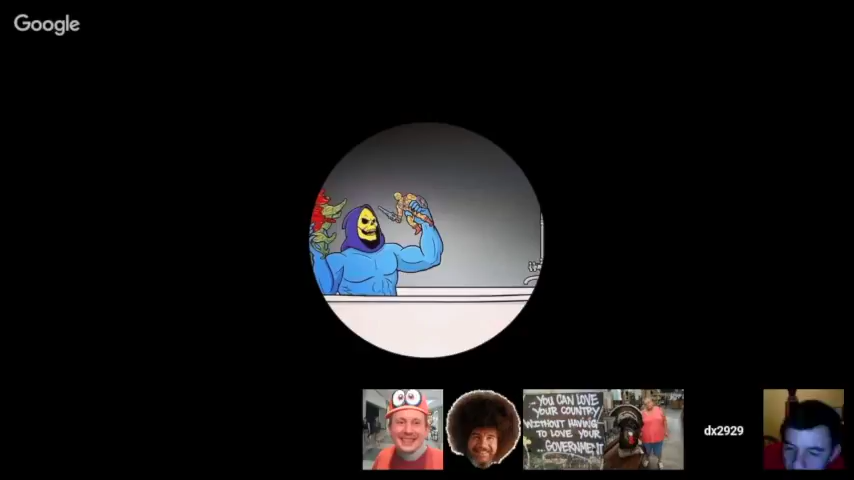 Google
...YOU CAN LOVE
YOUR COUNTRY
WITHOUT HAVING
TO LOVE YOUR
...GOVERNMENT
dx2929